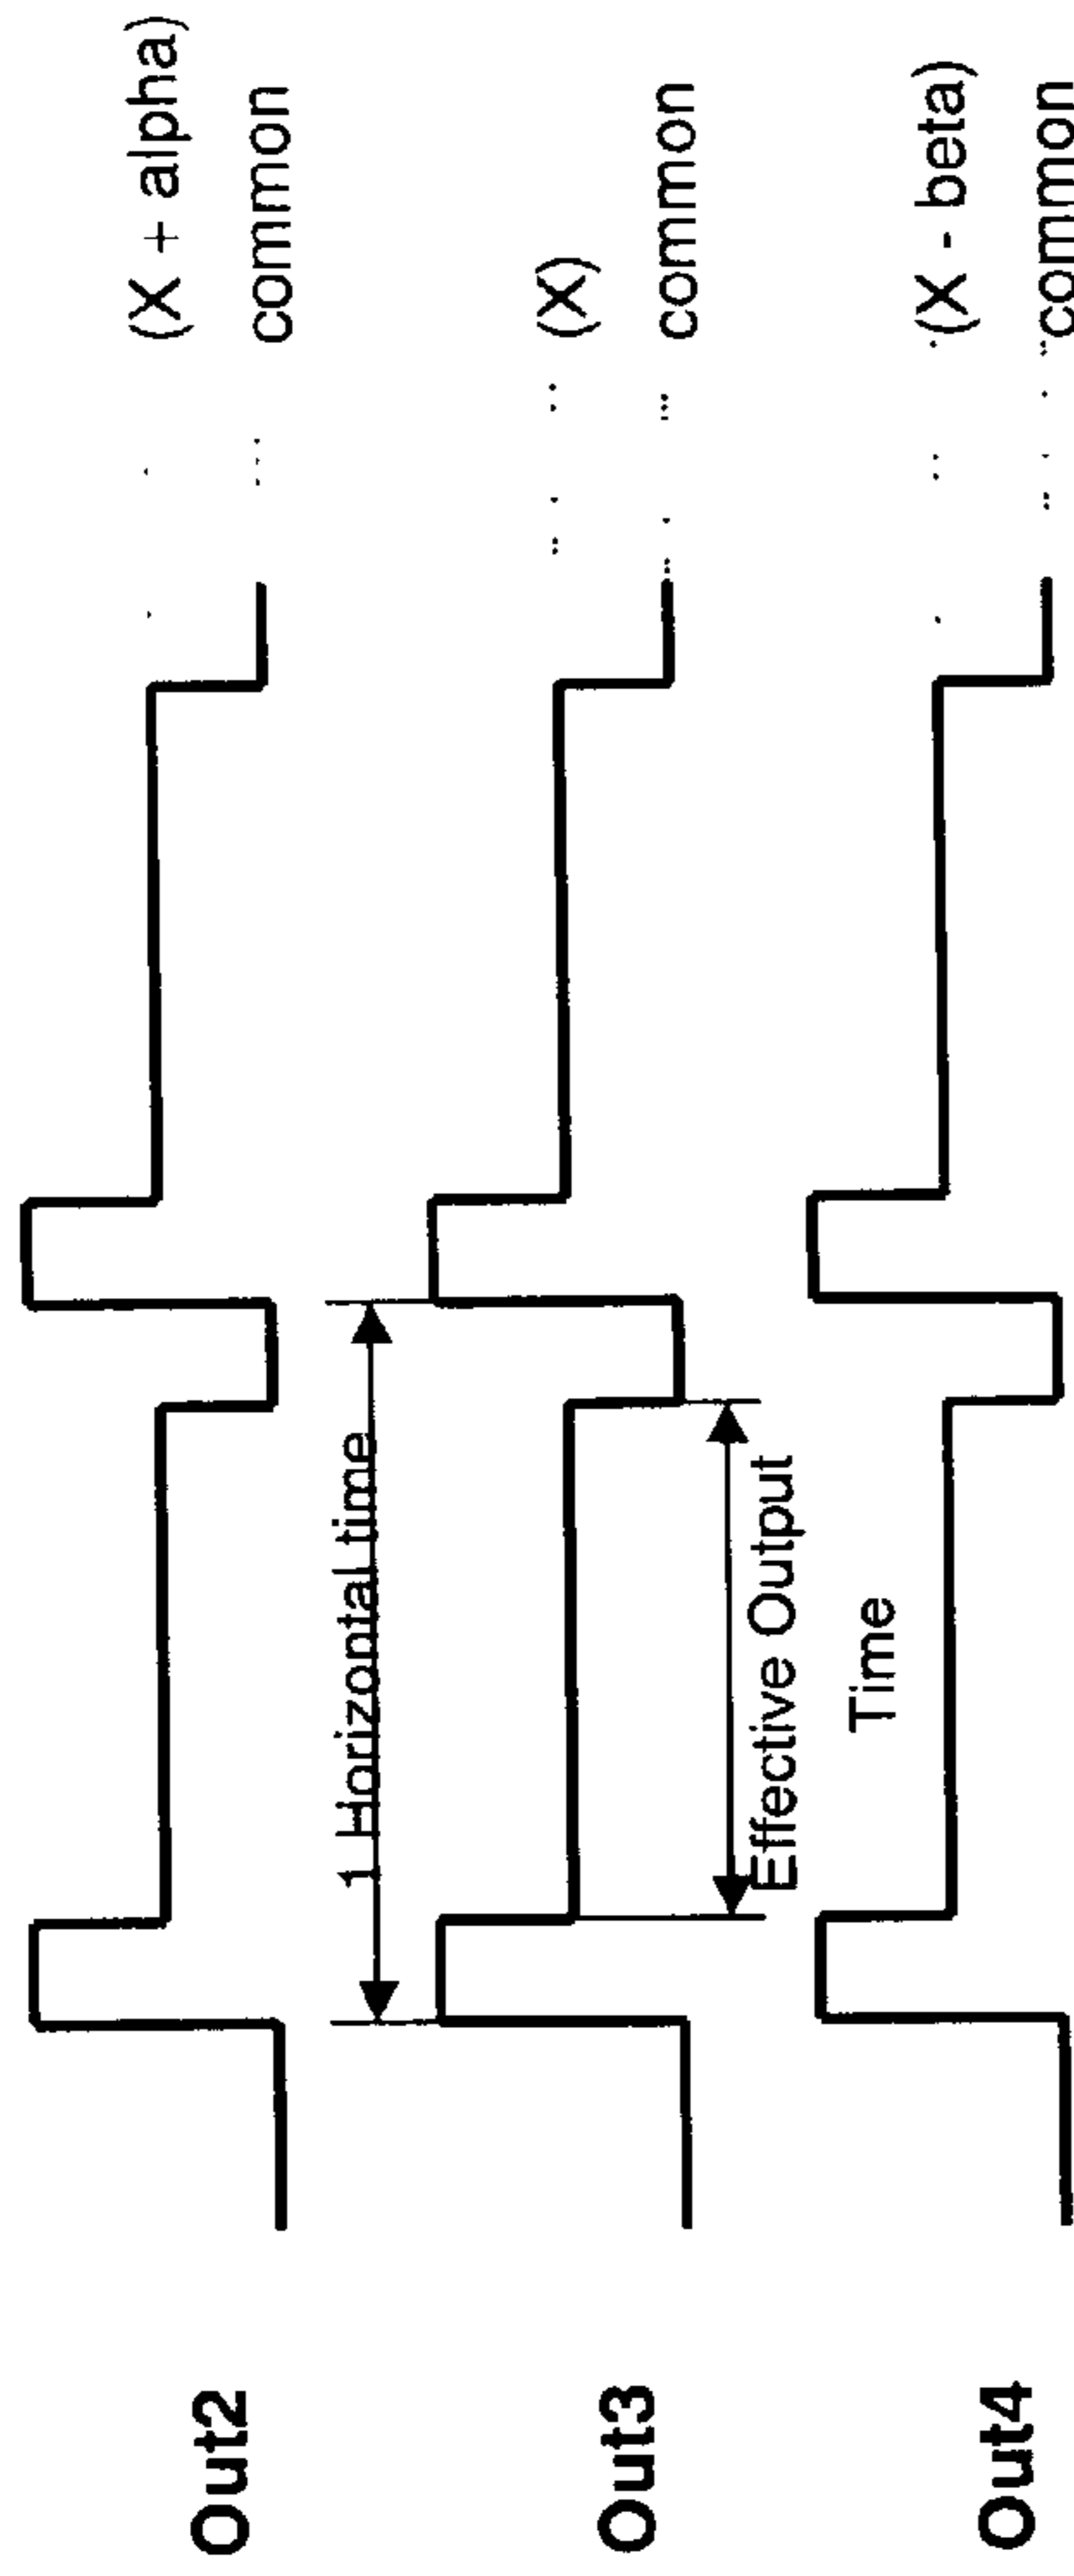 Out2
(X + alpha)
common
1 Horizontal time
Out3
(X)
common
Effective Output
Time
Out4
(X - beta)
common